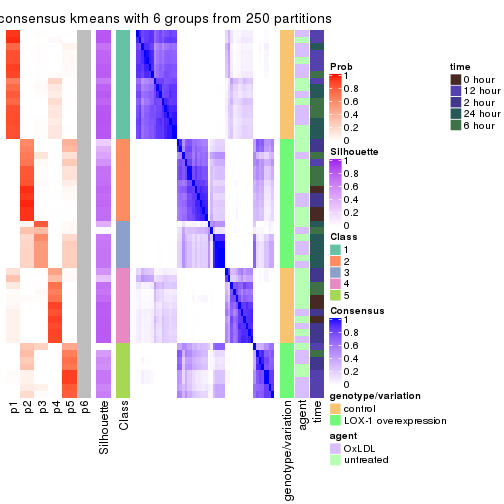 consensus kmeans with 6 groups from 250 partitions
Prob
1
0.8
0.6
0.4
0.2
0
Silhouette
1
0.8
0.6
0.4
0.2
0
Class
1
2
3
4
5
Consensus
1
0.8
0.6
0.4
0.2
0
genotype/variation
control
LOX-1 overexpression
agent
OxLDL
untreated
time
0 hour
12 hour
2 hour
24 hour
6 hour
p1
p2
p3
p4
p5
p6
Silhouette
Class
genotype/variation
agent
time